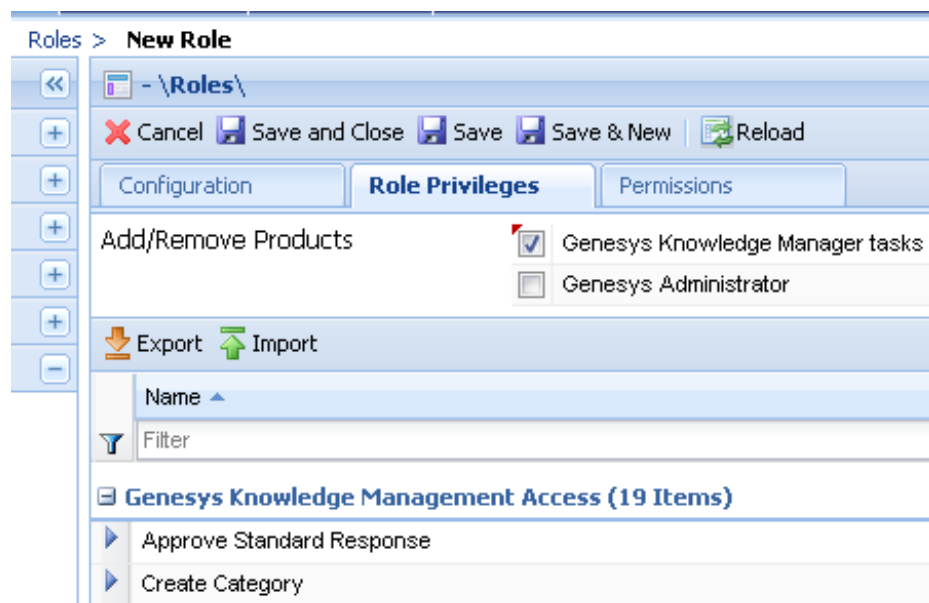 Roles > New Role
- \Roles\
Cancel Save and Close Save Save & New Reload
Configuration Role Privileges Permissions
Add/Remove Products Genesys Knowledge Manager tasks
Genesys Administrator
Export Import
Name
Filter
Genesys Knowledge Management Access (19 Items)
Approve Standard Response
Create Category